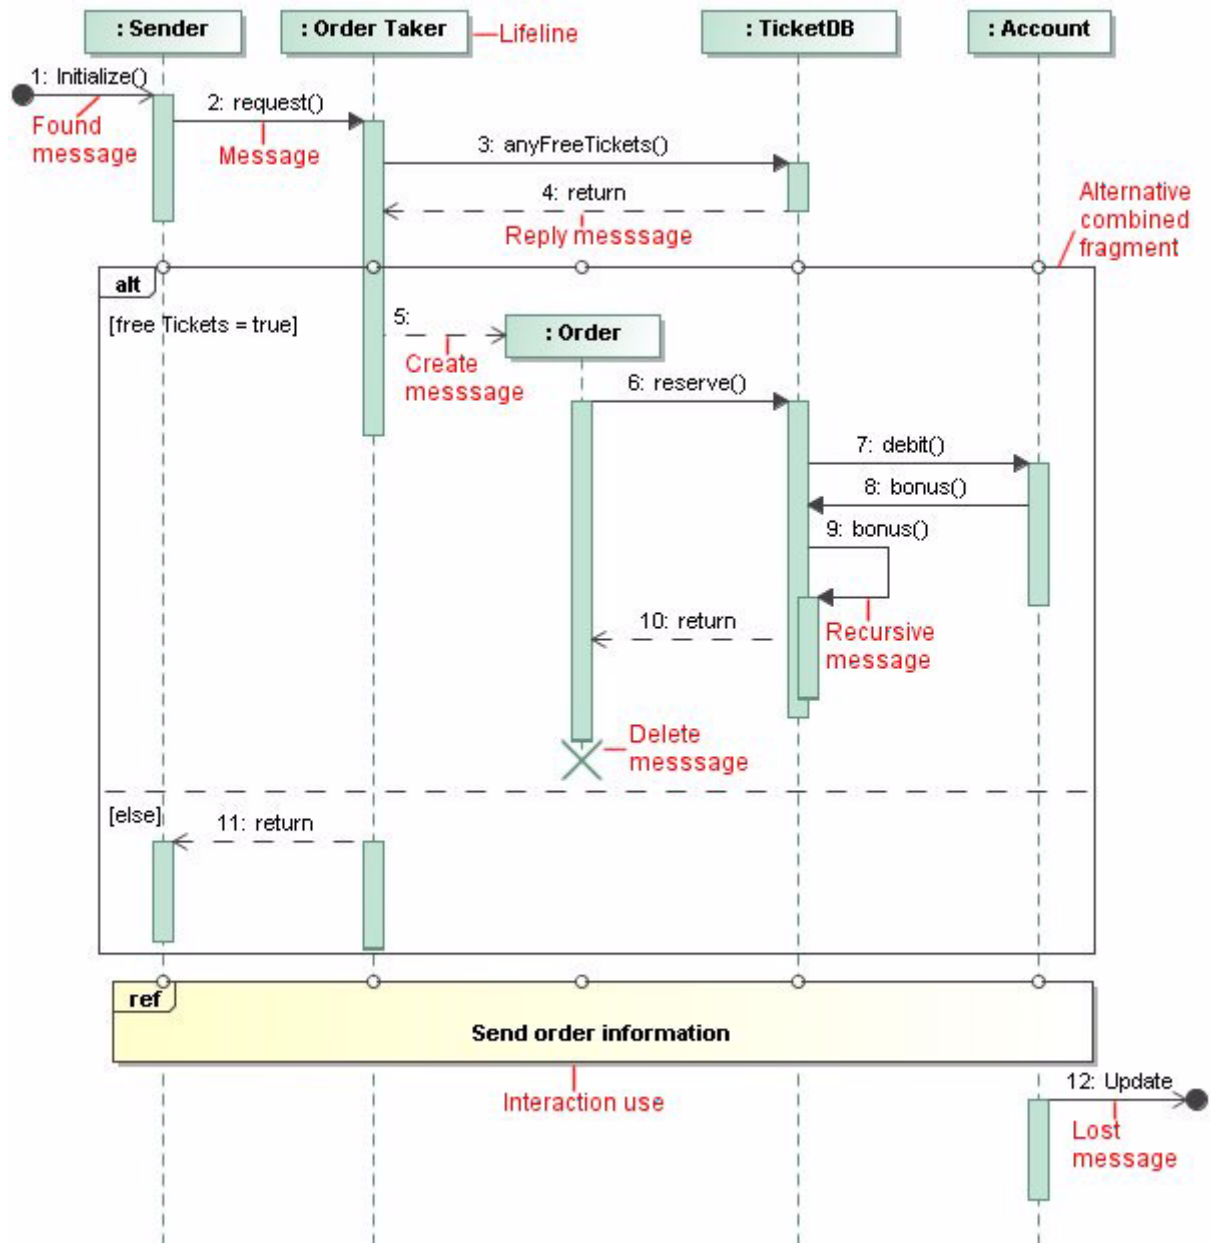 : Sender
: Order Taker
Lifeline
: TicketDB
: Account
1: Initialize()
2: request()
Found
message
Message
3: anyFreeTickets()
4: return
Reply messsage
Alternative
combined
fragment
alt
[free Tickets = true]
5:
: Order
Create
messsage
6: reserve()
7: debit()
8: bonus()
9: bonus()
10: return
Recursive
message
Delete
messsage
[else]
11: return
ref
Send order information
Interaction use
12: Update
Lost
message